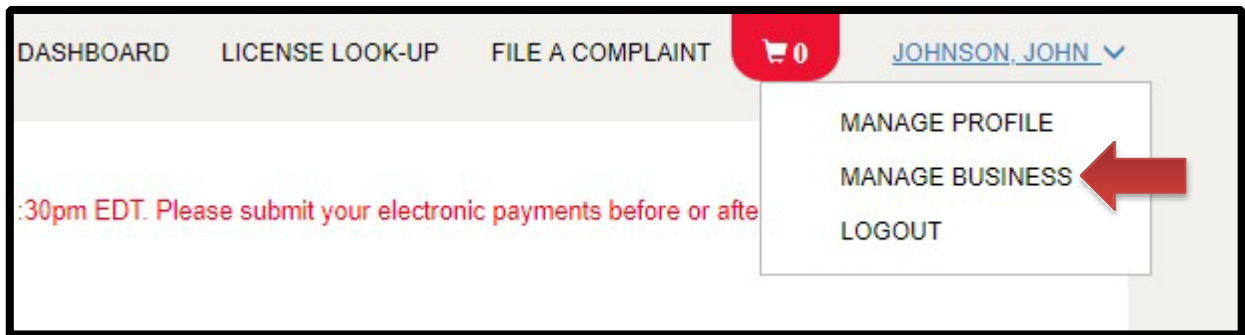 DASHBOARD LICENSE LOOK-UP FILE A COMPLAINT 0 JOHNSON, JOHN
MANAGE PROFILE
MANAGE BUSINESS
:30pm EDT. Please submit your electronic payments before or afte
LOGOUT